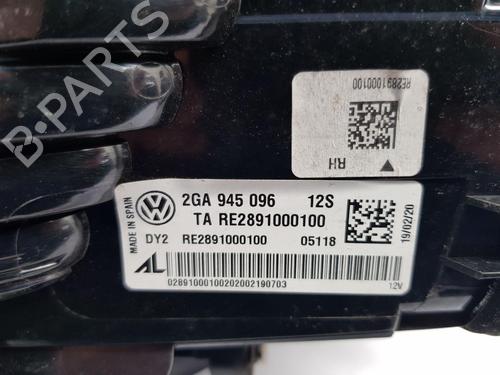 B-PARTS
RE2891000100
RH
2GA 945 096 12S
TA RE2891000100
DY2 RE2891000100 05118
MADE IN SPAIN
19/02/20
AL
02891000100202002190703
12V